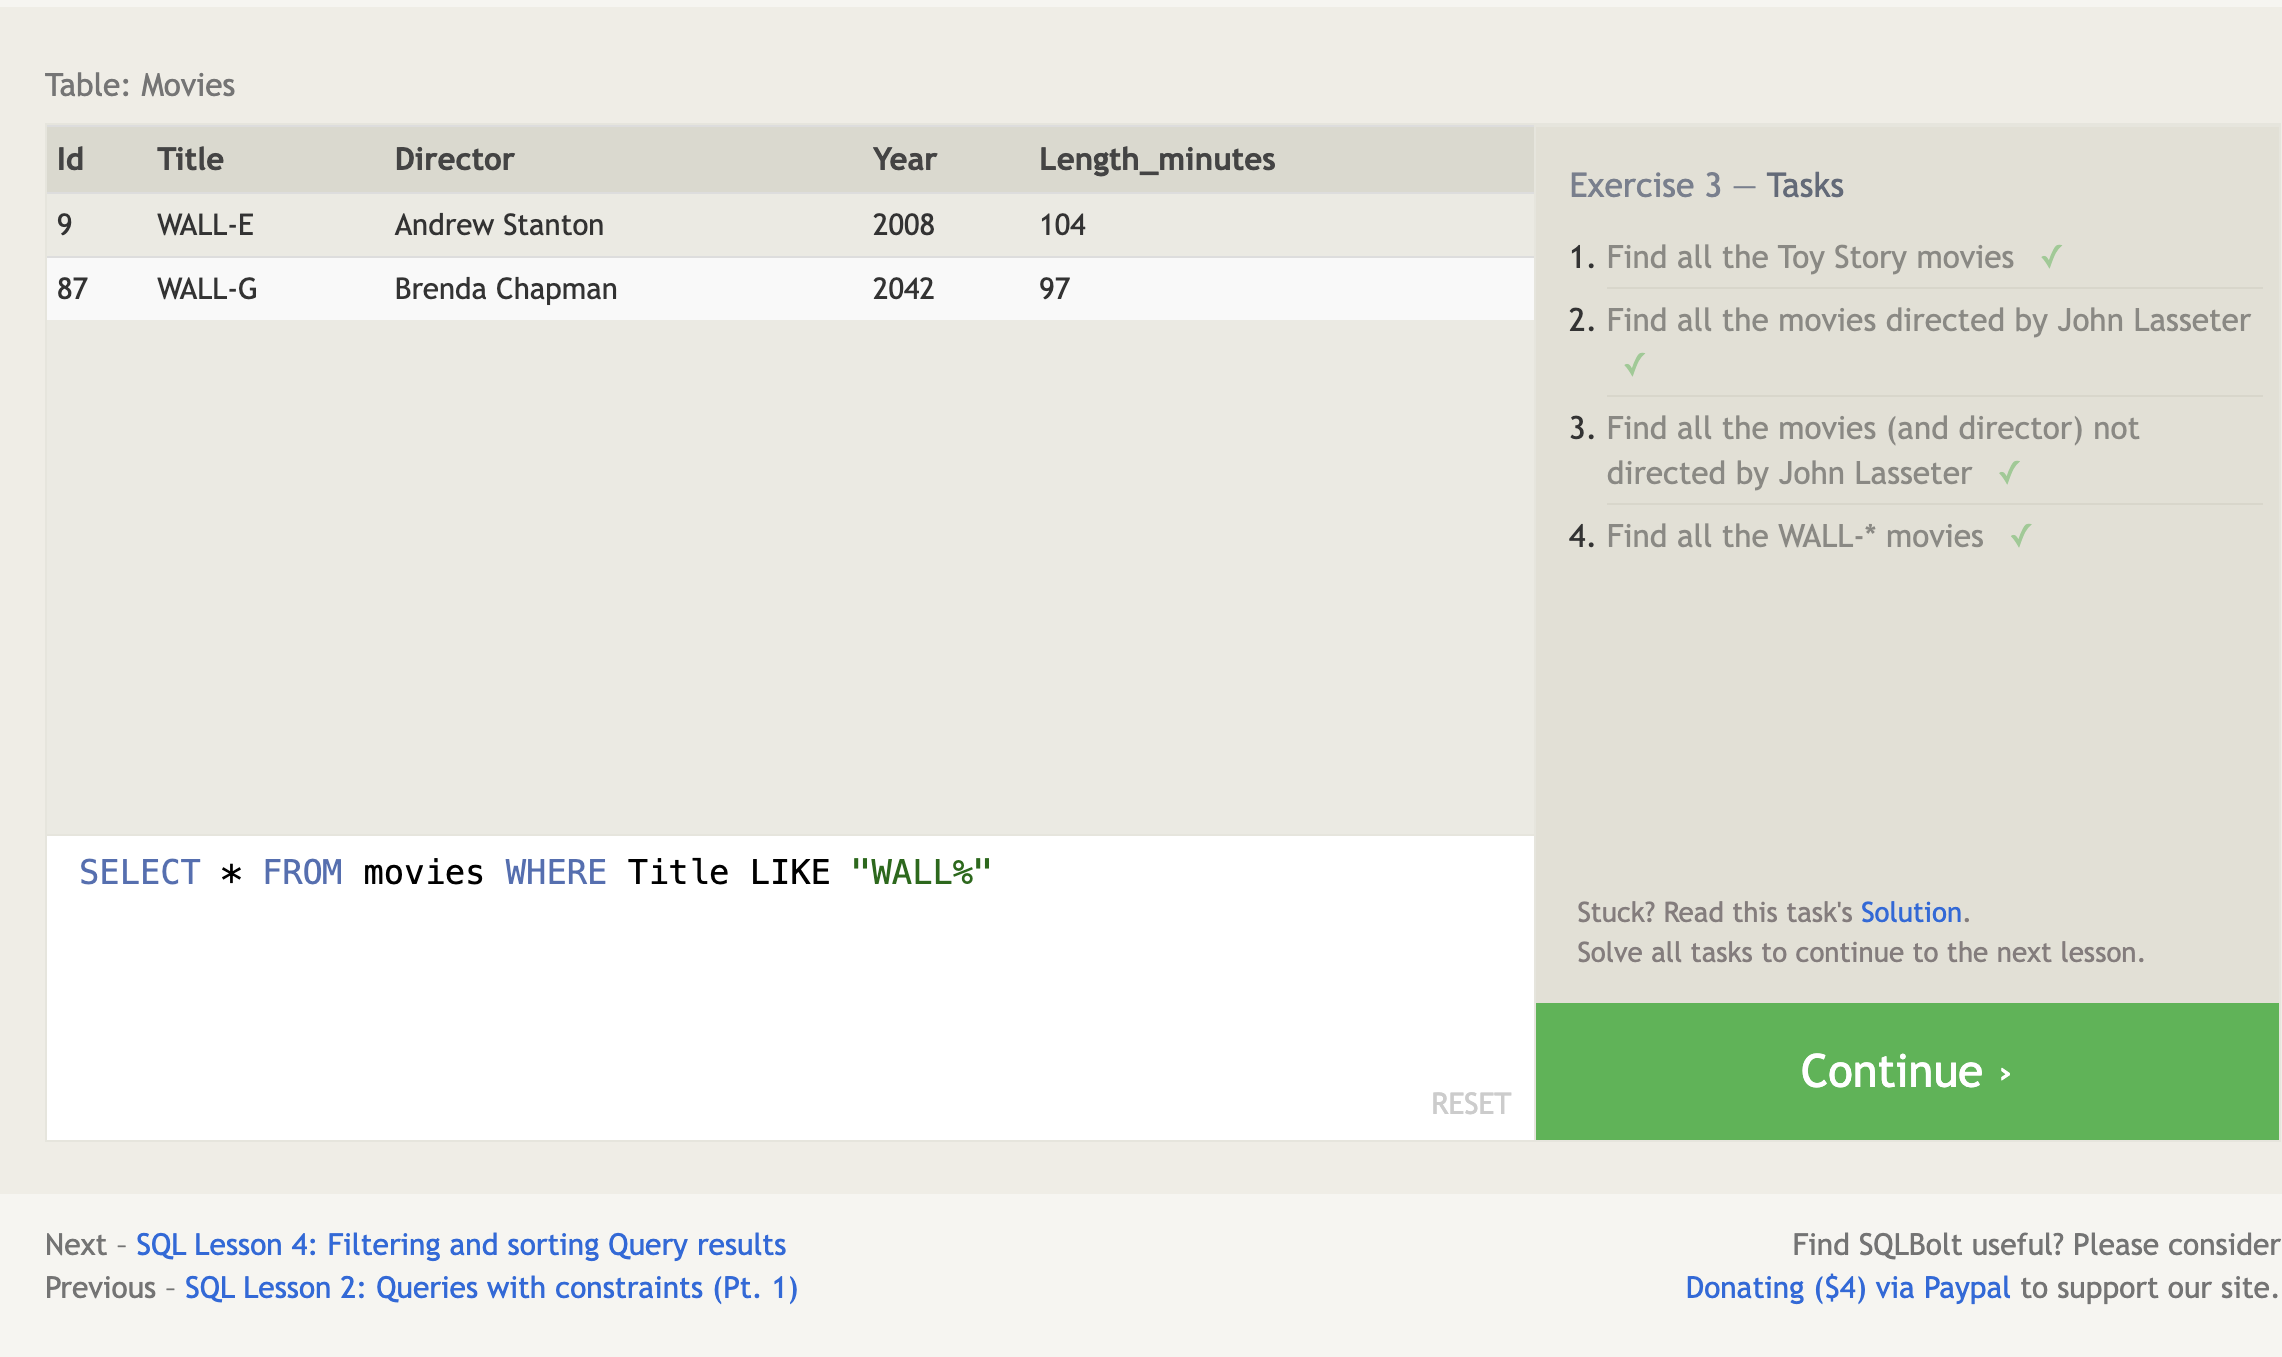 Table: Movies
Id Title Director Year Length_minutes
9 WALL-E Andrew Stanton 2008 104
87 WALL-G Brenda Chapman 2042 97
SELECT * FROM movies WHERE Title LIKE "WALL%"
RESET
Exercise 3 — Tasks
1. Find all the Toy Story movies ✓
2. Find all the movies directed by John Lasseter
✓
3. Find all the movies (and director) not
directed by John Lasseter ✓
4. Find all the WALL-* movies ✓
Stuck? Read this task's Solution.
Solve all tasks to continue to the next lesson.
Continue ›
Next – SQL Lesson 4: Filtering and sorting Query results
Previous – SQL Lesson 2: Queries with constraints (Pt. 1)
Find SQLBolt useful? Please consider
Donating ($4) via Paypal to support our site.